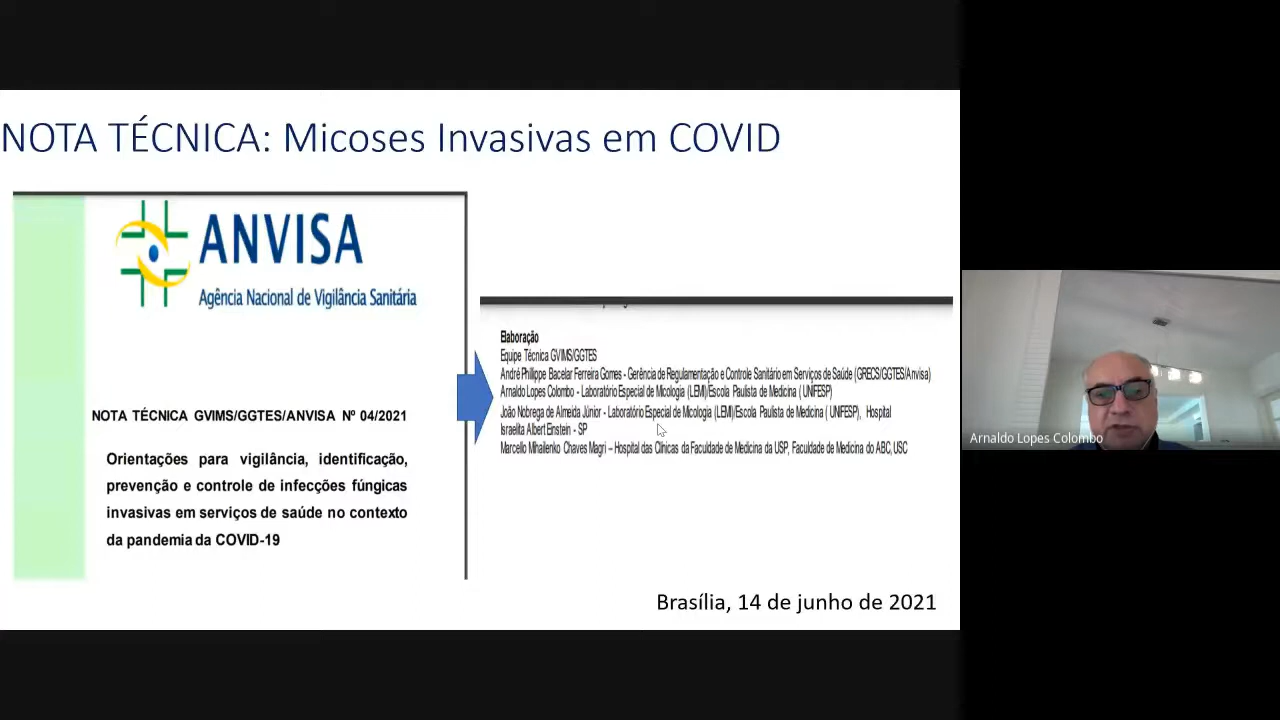 NOTA TÉCNICA: Micoses Invasivas em COVID
ANVISA
Agência Nacional de Vigilância Sanitária
NOTA TÉCNICA GVIMS/GGTES/ANVISA Nº 04/2021
Orientações para vigilância, identificação,
prevenção e controle de infecções fúngicas
invasivas em serviços de saúde no contexto
da pandemia da COVID-19
Elaboração
Equipe Técnica GVIMS/GGTES
André Phillippe Bacelar Ferreira Gomes - Gerência de Regulamentação e Controle Sanitário em Serviços de Saúde (GRECS/GGTES/Anvisa)
Arnaldo Lopes Colombo - Laboratório Especial de Micologia (LEMI)/Escola Paulista de Medicina (UNIFESP)
João Nobrega de Almeida Júnior - Laboratório Especial de Micologia (LEMI)/Escola Paulista de Medicina ( UNIFESP), Hospital
Israelita Albert Einstein - SP
Marcello Mihailenko Chaves Magri – Hospital das Clínicas da Faculdade de Medicina da USP, Faculdade de Medicina do ABC, USC
Brasília, 14 de junho de 2021
Arnaldo Lopes Colombo